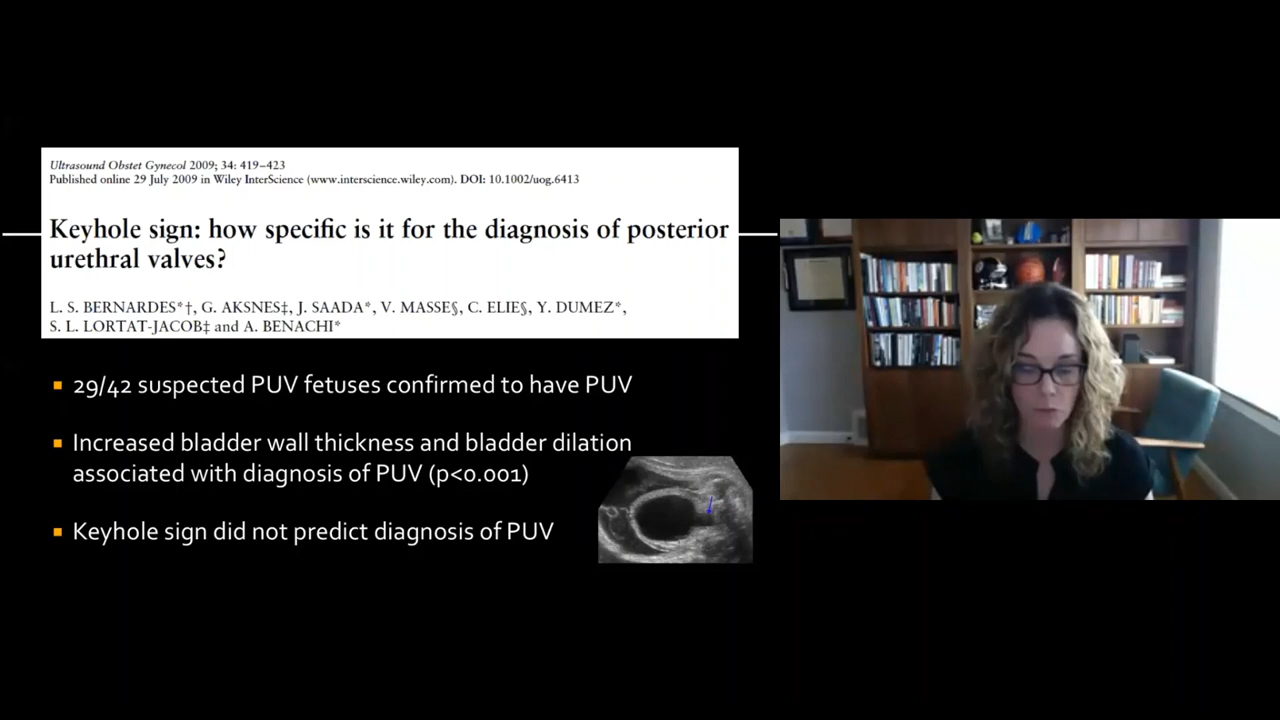 Ultrasound Obstet Gynecol 2009; 34: 419–423
Published online 29 July 2009 in Wiley InterScience (www.interscience.wiley.com). DOI: 10.1002/uog.6413
Keyhole sign: how specific is it for the diagnosis of posterior
urethral valves?
L. S. BERNARDES*†, G. AKSNES‡, J. SAADA*, V. MASSE§, C. ELIE§, Y. DUMEZ*,
S. L. LORTAT-JACOB‡ and A. BENACHI*
▪ 29/42 suspected PUV fetuses confirmed to have PUV
▪ Increased bladder wall thickness and bladder dilation
associated with diagnosis of PUV (p<0.001)
▪ Keyhole sign did not predict diagnosis of PUV